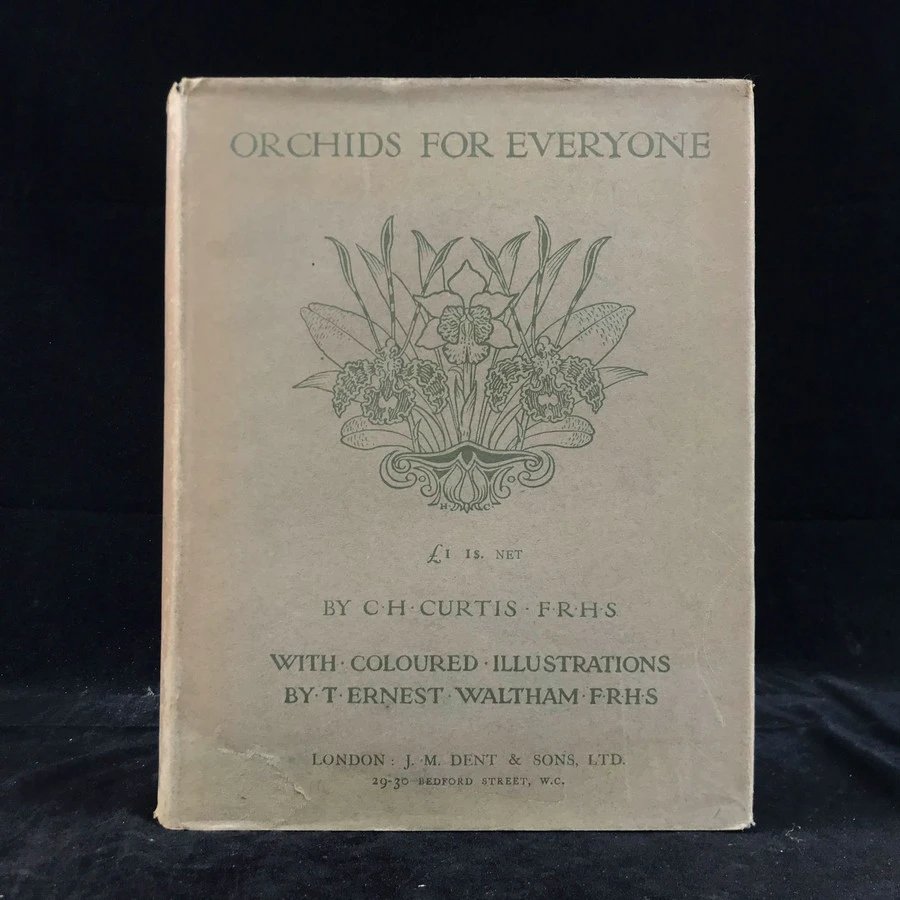 ORCHIDS FOR EVERYONE
H. C.
£1 1S. NET
BY C·H·CURTIS·F·R·H·S
WITH·COLOURED·ILLUSTRATIONS
BY·T·ERNEST·WALTHAM·F·R·H·S
LONDON: J. M. DENT & SONS, LTD.
29-30 BEDFORD STREET, W.C.